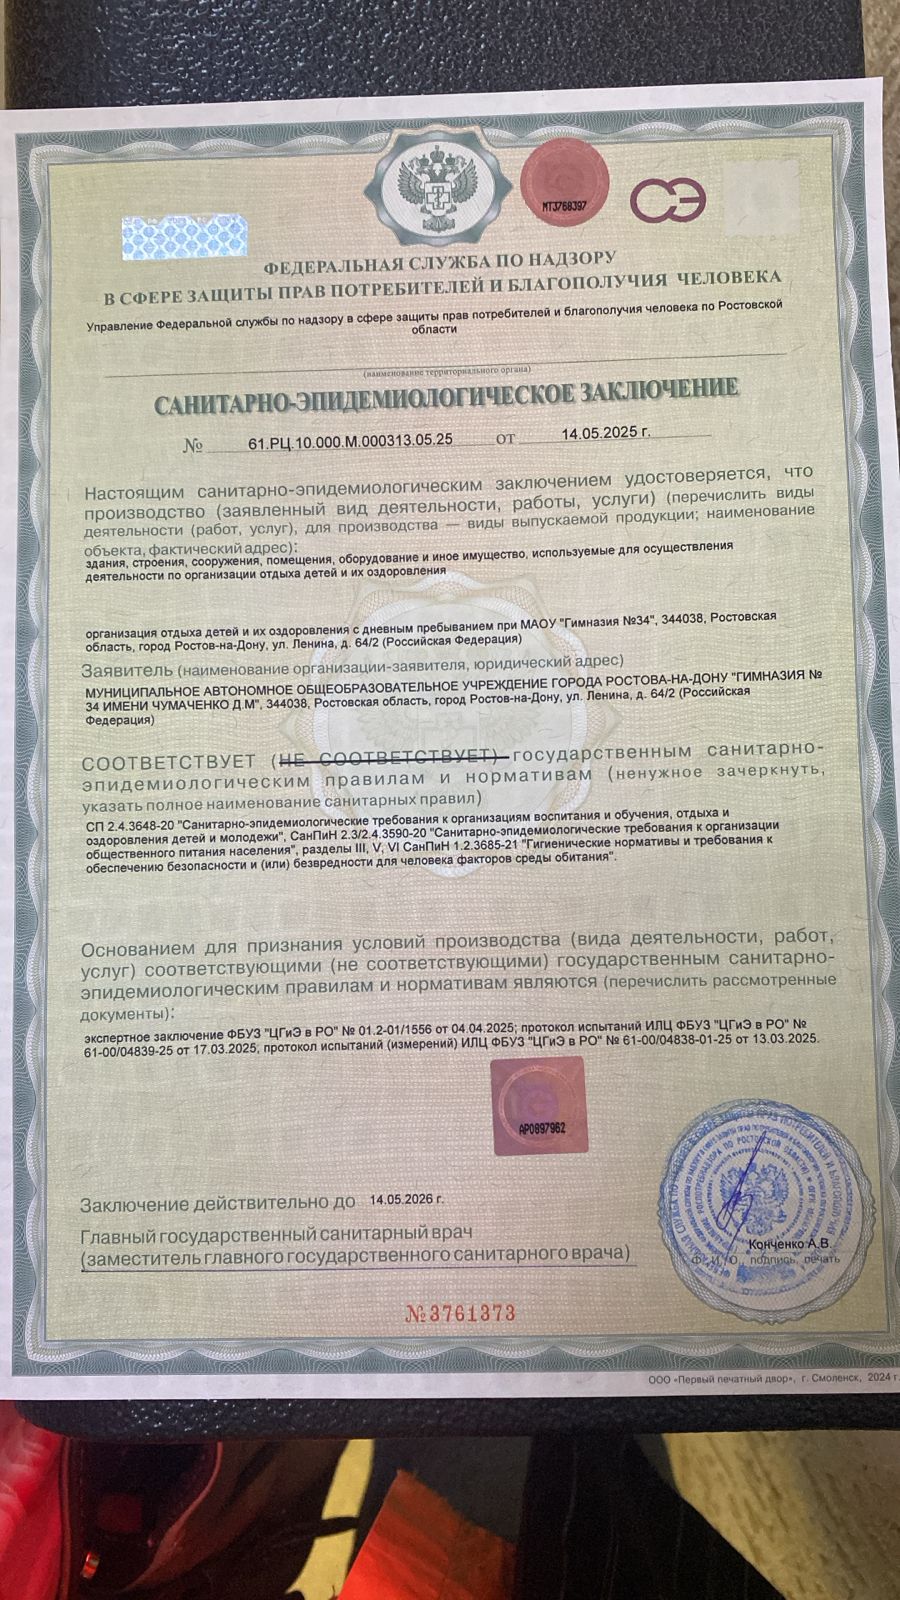 МТ3768397
СЭ
ФЕДЕРАЛЬНАЯ СЛУЖБА ПО НАДЗОРУ
В СФЕРЕ ЗАЩИТЫ ПРАВ ПОТРЕБИТЕЛЕЙ И БЛАГОПОЛУЧИЯ ЧЕЛОВЕКА
Управление Федеральной службы по надзору в сфере защиты прав потребителей и благополучия человека по Ростовской
области
(наименование территориального органа)
САНИТАРНО-ЭПИДЕМИОЛОГИЧЕСКОЕ ЗАКЛЮЧЕНИЕ
№ 61.РЦ.10.000.М.000313.05.25 от 14.05.2025 г.
Настоящим санитарно-эпидемиологическим заключением удостоверяется, что
производство (заявленный вид деятельности, работы, услуги) (перечислить виды
деятельности (работ, услуг), для производства — виды выпускаемой продукции; наименование
объекта, фактический адрес):
здания, строения, сооружения, помещения, оборудование и иное имущество, используемые для осуществления
деятельности по организации отдыха детей и их оздоровления
организация отдыха детей и их оздоровления с дневным пребыванием при МАОУ "Гимназия №34", 344038, Ростовская
область, город Ростов-на-Дону, ул. Ленина, д. 64/2 (Российская Федерация)
Заявитель (наименование организации-заявителя, юридический адрес)
МУНИЦИПАЛЬНОЕ АВТОНОМНОЕ ОБЩЕОБРАЗОВАТЕЛЬНОЕ УЧРЕЖДЕНИЕ ГОРОДА РОСТОВА-НА-ДОНУ "ГИМНАЗИЯ №
34 ИМЕНИ ЧУМАЧЕНКО Д.М", 344038, Ростовская область, город Ростов-на-Дону, ул. Ленина, д. 64/2 (Российская
Федерация)
СООТВЕТСТВУЕТ (НЕ СООТВЕТСТВУЕТ) государственным санитарно-
эпидемиологическим правилам и нормативам (ненужное зачеркнуть,
указать полное наименование санитарных правил)
СП 2.4.3648-20 "Санитарно-эпидемиологические требования к организациям воспитания и обучения, отдыха и
оздоровления детей и молодежи", СанПиН 2.3/2.4.3590-20 "Санитарно-эпидемиологические требования к организации
общественного питания населения", разделы III, V, VI СанПиН 1.2.3685-21 "Гигиенические нормативы и требования к
обеспечению безопасности и (или) безвредности для человека факторов среды обитания".
Основанием для признания условий производства (вида деятельности, работ,
услуг) соответствующими (не соответствующими) государственным санитарно-
эпидемиологическим правилам и нормативам являются (перечислить рассмотренные
документы):
экспертное заключение ФБУЗ "ЦГиЭ в РО" № 01.2-01/1556 от 04.04.2025; протокол испытаний ИЛЦ ФБУЗ "ЦГиЭ в РО" №
61-00/04839-25 от 17.03.2025, протокол испытаний (измерений) ИЛЦ ФБУЗ "ЦГиЭ в РО" № 61-00/04838-01-25 от 13.03.2025.
АР0897962
Заключение действительно до 14.05.2026 г.
Главный государственный санитарный врач
(заместитель главного государственного санитарного врача)
Конченко А.В.
Ф. И. О., подпись, печать
№3761373
ООО «Первый печатный двор», г. Смоленск, 2024 г.